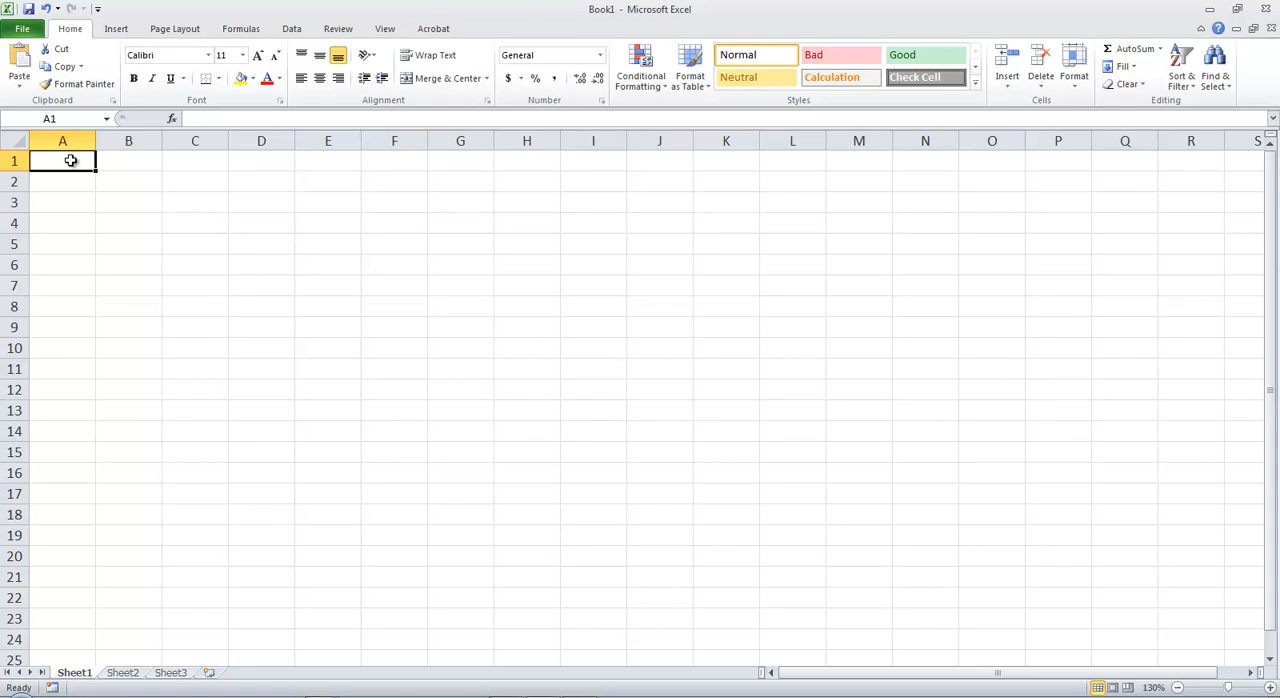 Book1 - Microsoft Excel
File Home Insert Page Layout Formulas Data Review View Acrobat
Paste
Cut
Copy
Format Painter
Clipboard
Calibri 11
B I U
Font
Wrap Text
Merge & Center
Alignment
General
$ % ,
Number
Conditional Formatting
Format as Table
Normal Bad Good
Neutral Calculation Check Cell
Styles
Insert Delete Format
Cells
Σ AutoSum
Fill
Clear
Sort & Filter
Find & Select
Editing
A1 fx
A B C D E F G H I J K L M N O P Q R S
1
2
3
4
5
6
7
8
9
10
11
12
13
14
15
16
17
18
19
20
21
22
23
24
25
Sheet1 Sheet2 Sheet3
Ready 130%